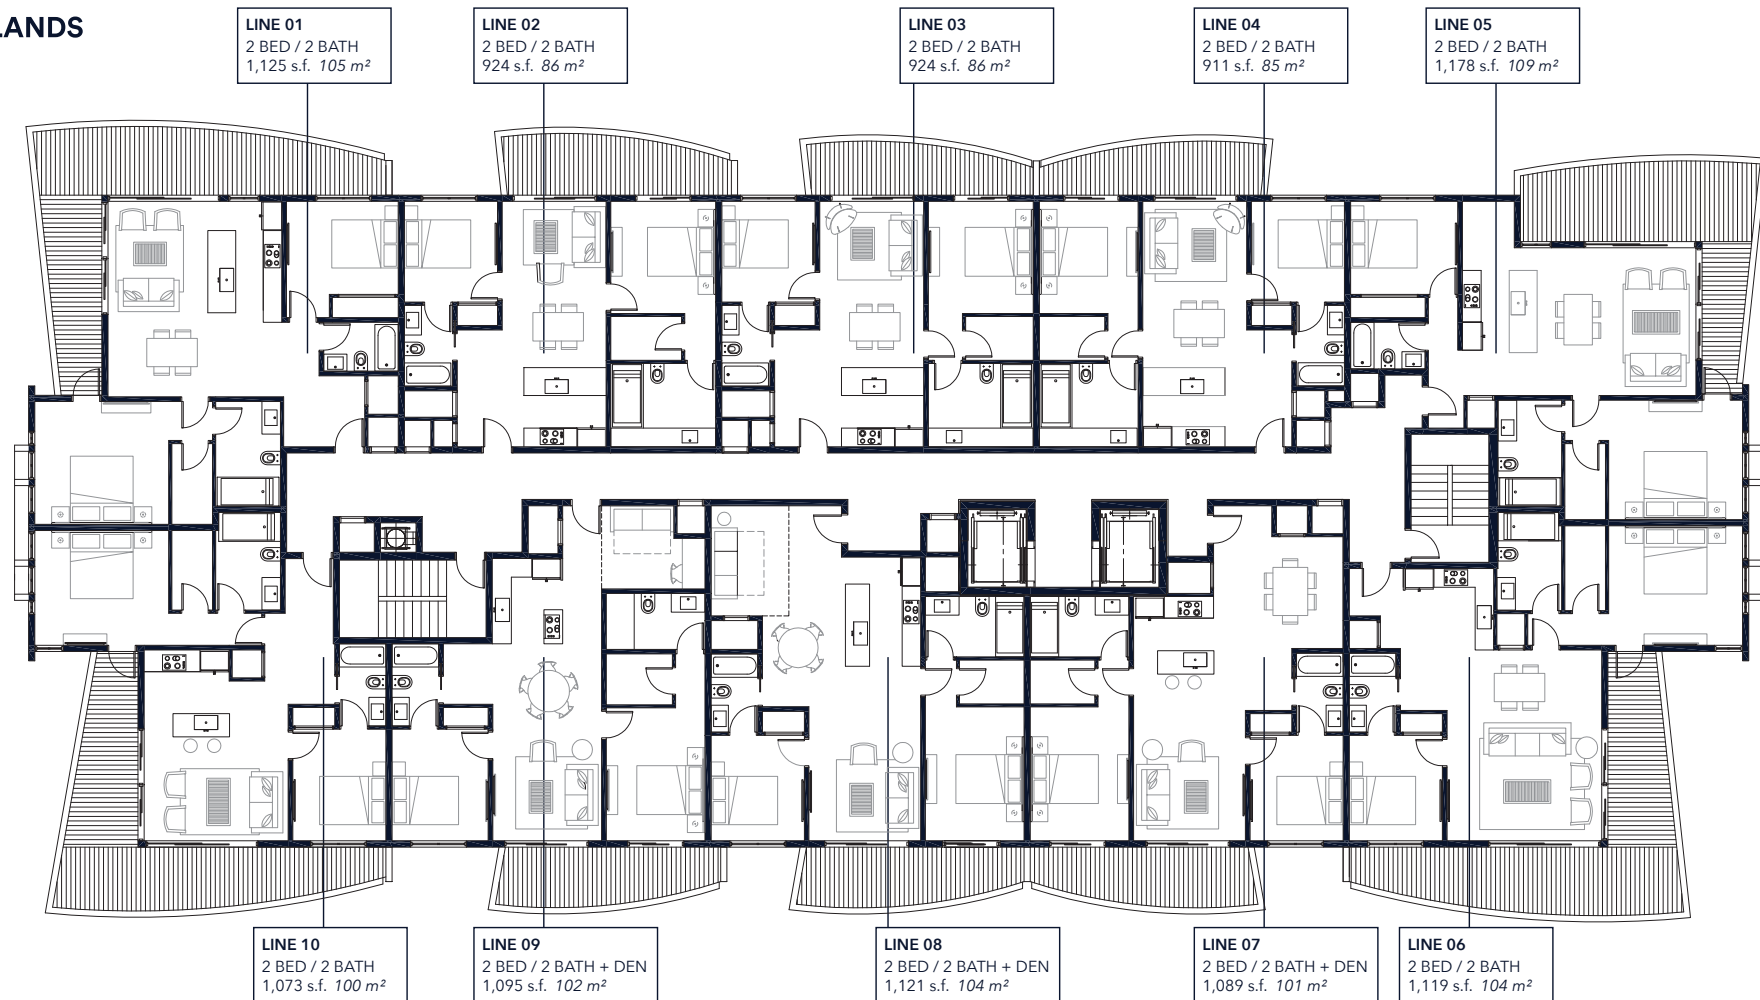 LANDS
LINE 01
2 BED / 2 BATH
1,125 s.f. 105 m²
LINE 02
2 BED / 2 BATH
924 s.f. 86 m²
LINE 03
2 BED / 2 BATH
924 s.f. 86 m²
LINE 04
2 BED / 2 BATH
911 s.f. 85 m²
LINE 05
2 BED / 2 BATH
1,178 s.f. 109 m²
LINE 10
2 BED / 2 BATH
1,073 s.f. 100 m²
LINE 09
2 BED / 2 BATH + DEN
1,095 s.f. 102 m²
LINE 08
2 BED / 2 BATH + DEN
1,121 s.f. 104 m²
LINE 07
2 BED / 2 BATH + DEN
1,089 s.f. 101 m²
LINE 06
2 BED / 2 BATH
1,119 s.f. 104 m²